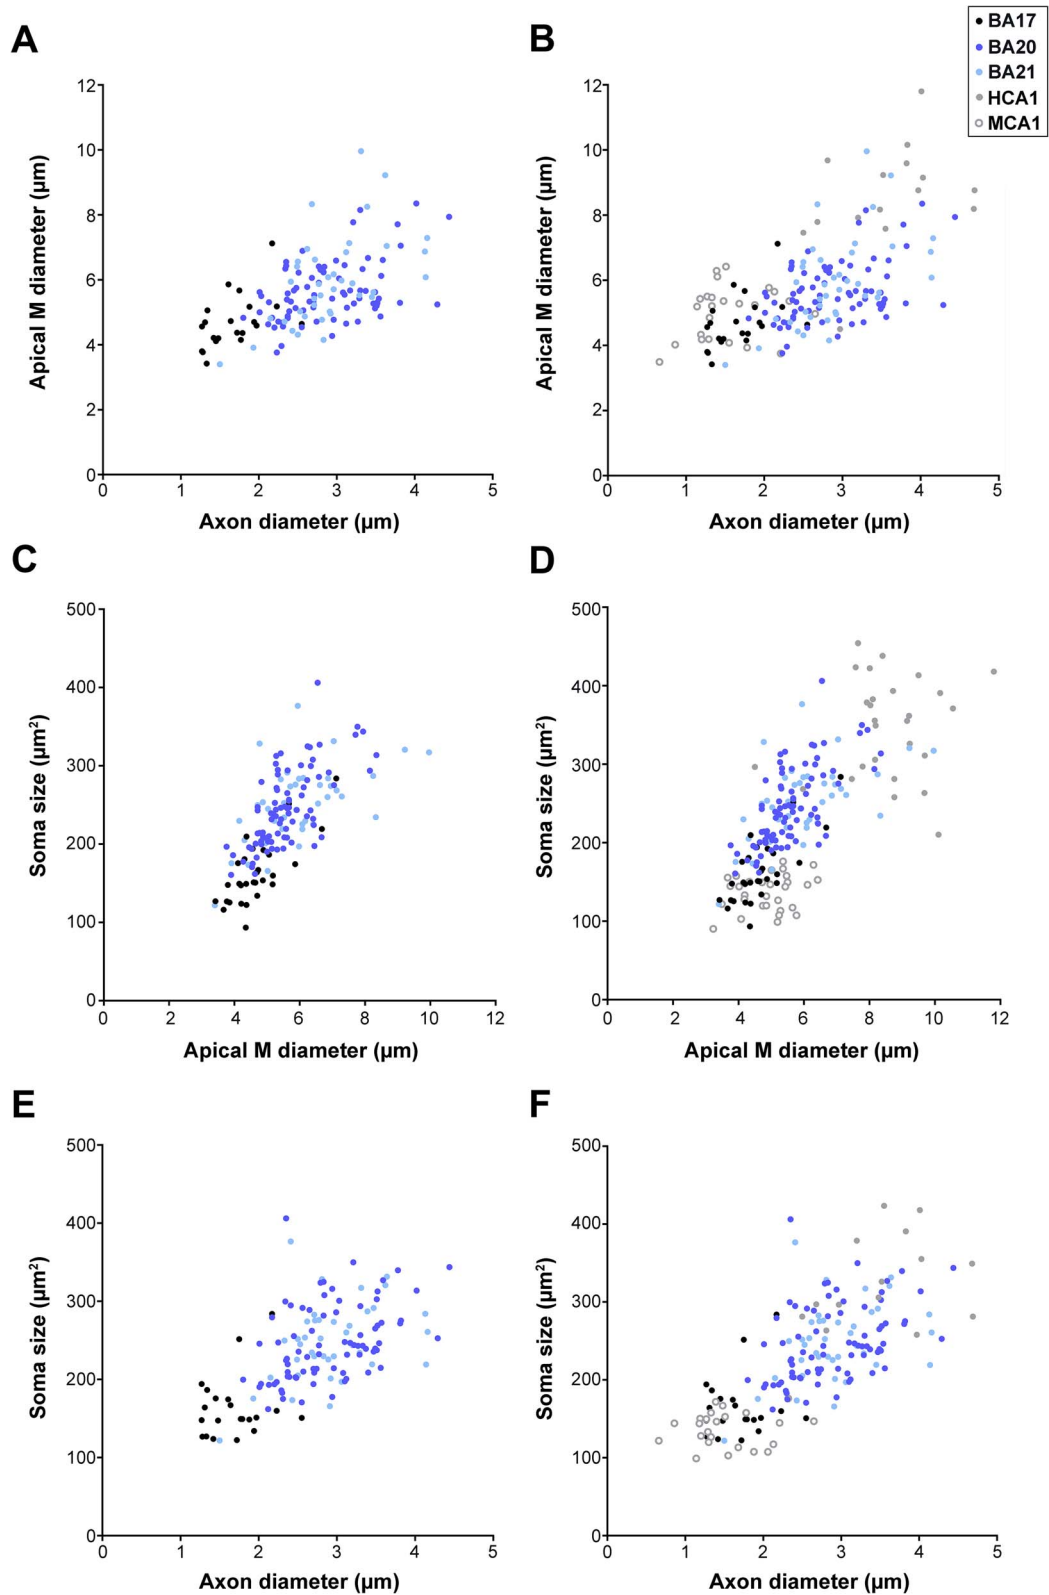 A
B
BA17
BA20
BA21
HCA1
MCA1
12
10
8
6
4
2
0
Apical M diameter (µm)
0 1 2 3 4 5
Axon diameter (µm)
12
10
8
6
4
2
0
Apical M diameter (µm)
0 1 2 3 4 5
Axon diameter (µm)
C
500
400
300
200
100
0
Soma size (µm²)
0 2 4 6 8 10 12
Apical M diameter (µm)
D
500
400
300
200
100
0
Soma size (µm²)
0 2 4 6 8 10 12
Apical M diameter (µm)
E
500
400
300
200
100
0
Soma size (µm²)
0 1 2 3 4 5
Axon diameter (µm)
F
500
400
300
200
100
0
Soma size (µm²)
0 1 2 3 4 5
Axon diameter (µm)